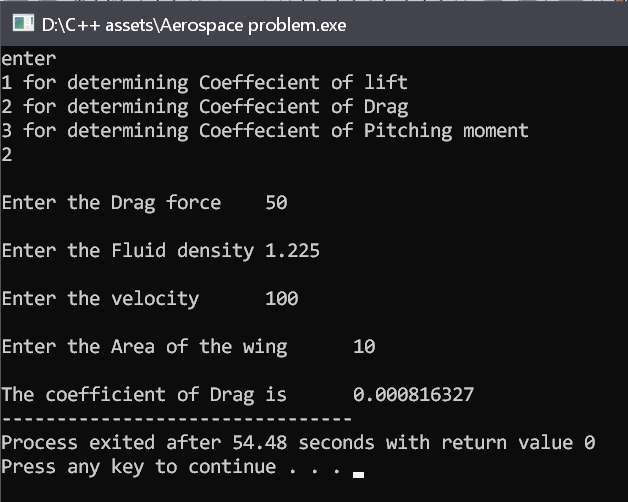 D:\C++ assets\Aerospace problem.exe
enter
1 for determining Coeffecient of lift
2 for determining Coeffecient of Drag
3 for determining Coeffecient of Pitching moment
2
Enter the Drag force    50
Enter the Fluid density 1.225
Enter the velocity      100
Enter the Area of the wing      10
The coefficient of Drag is      0.000816327
--------------------------------
Process exited after 54.48 seconds with return value 0
Press any key to continue . . .